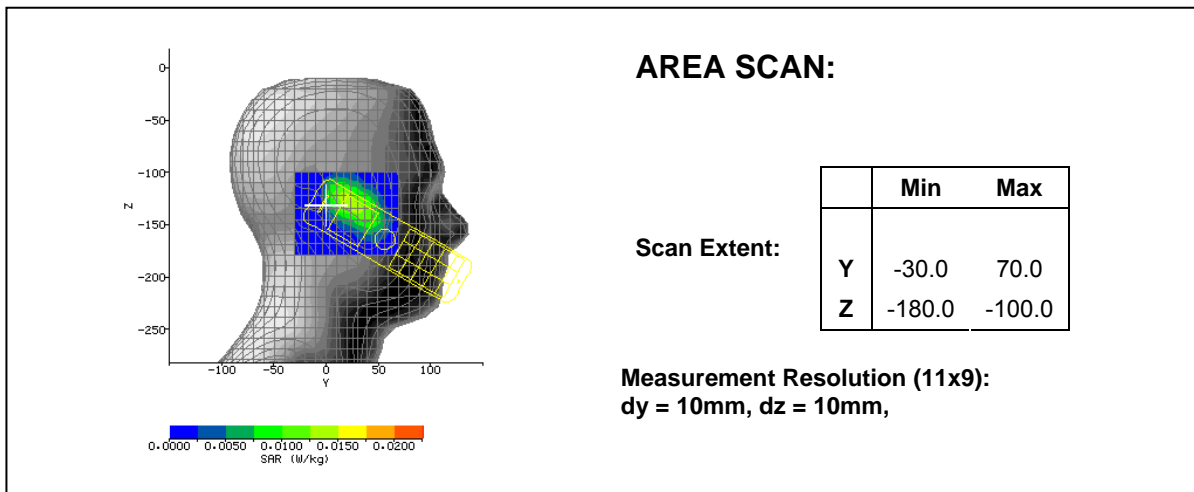 AREA SCAN:
0
-50
-100
-150
-200
-250
Z
-100 -50 0 50 100
Y
0.0000 0.0050 0.0100 0.0150 0.0200
SAR (W/kg)
Min Max
Scan Extent:
Y -30.0 70.0
Z -180.0 -100.0
Measurement Resolution (11x9):
dy = 10mm, dz = 10mm,